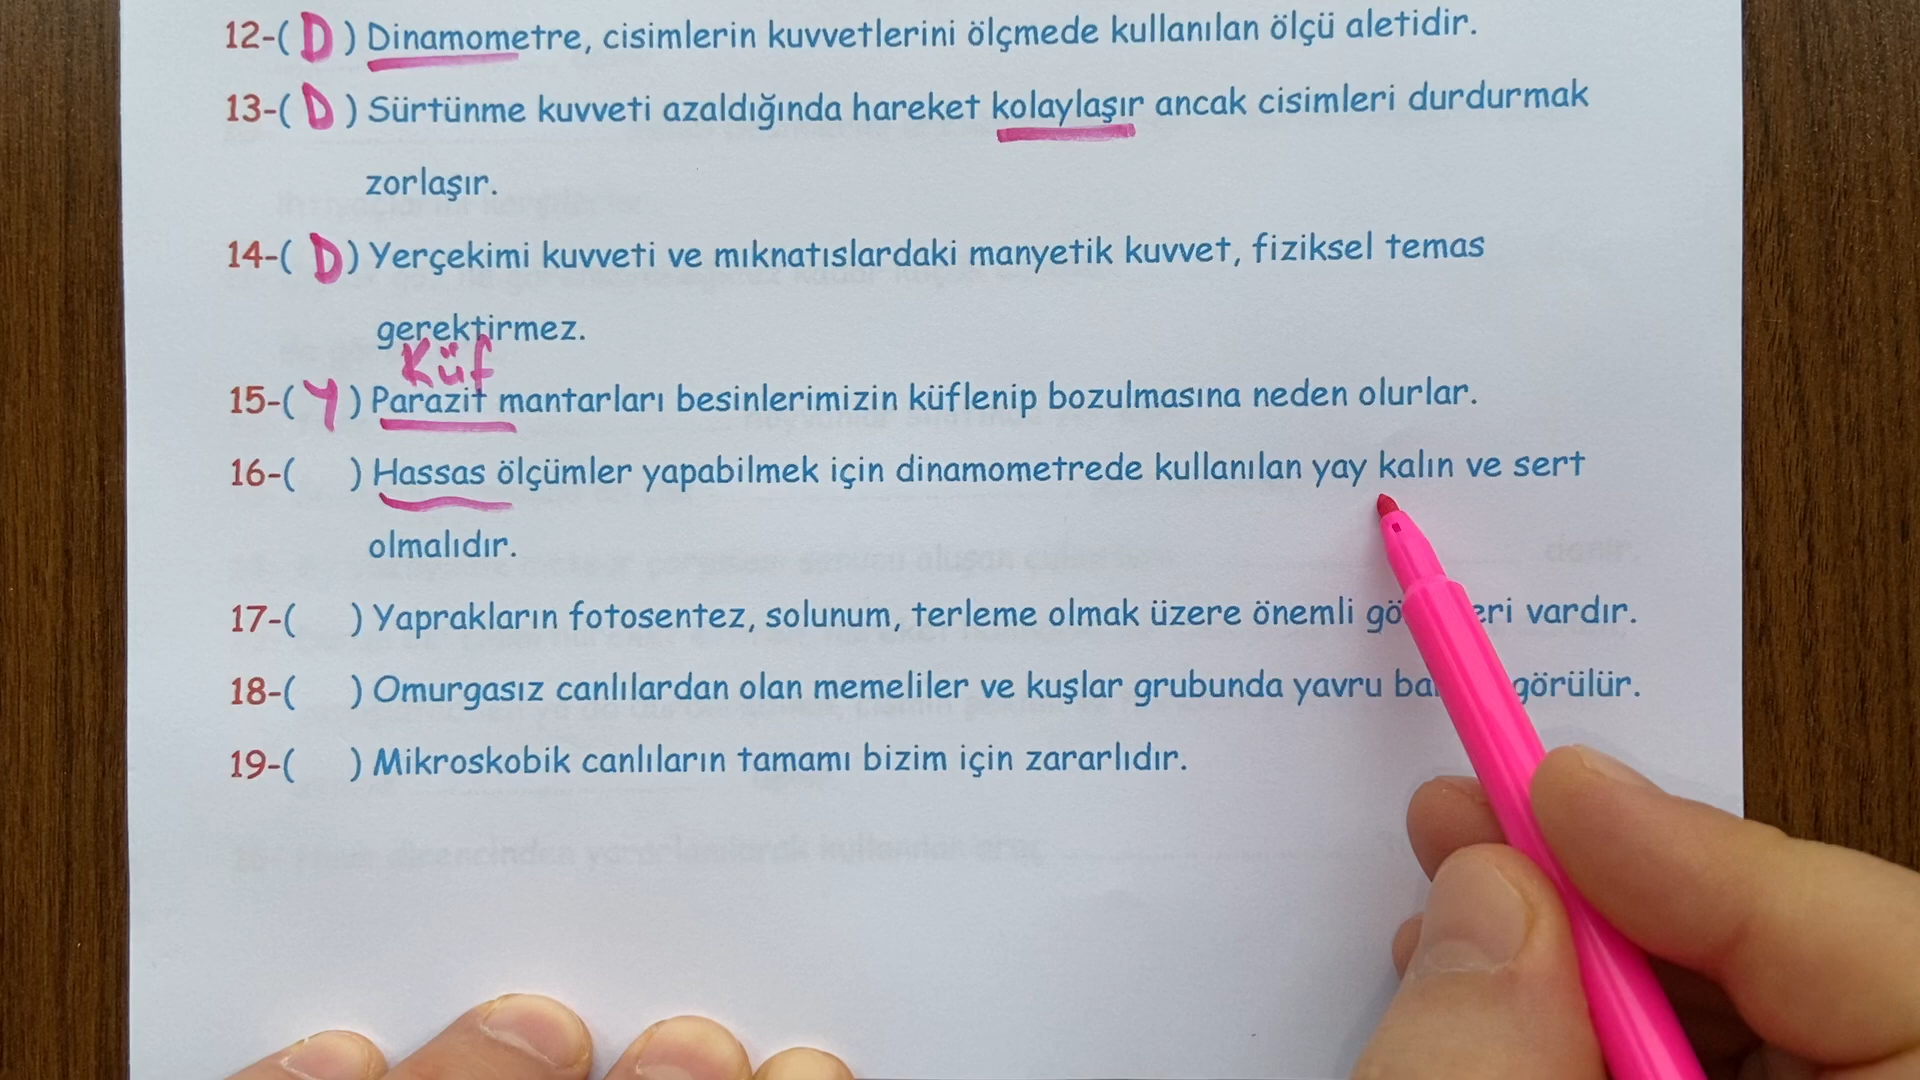 12-( D ) Dinamometre, cisimlerin kuvvetlerini ölçmede kullanılan ölçü aletidir.
13-( D ) Sürtünme kuvveti azaldığında hareket kolaylaşır ancak cisimleri durdurmak
zorlaşır.
14-( D ) Yerçekimi kuvveti ve mıknatıslardaki manyetik kuvvet, fiziksel temas
gerektirmez.
Küf
15-( Y ) Parazit mantarları besinlerimizin küflenip bozulmasına neden olurlar.
16-( ) Hassas ölçümler yapabilmek için dinamometrede kullanılan yay kalın ve sert
olmalıdır.
17-( ) Yaprakların fotosentez, solunum, terleme olmak üzere önemli vardır.
18-( ) Omurgasız canlılardan olan memeliler ve kuşlar grubunda yavru görülür.
19-( ) Mikroskobik canlıların tamamı bizim için zararlıdır.